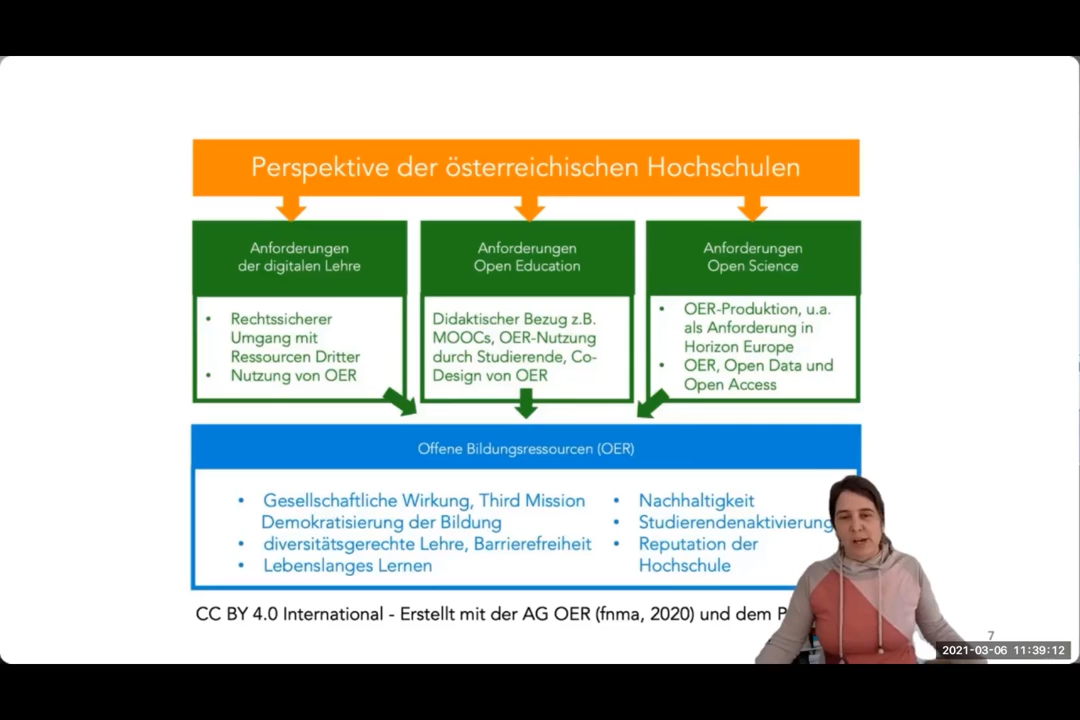 Perspektive der österreichischen Hochschulen
Anforderungen
der digitalen Lehre
• Rechtssicherer
Umgang mit
Ressourcen Dritter
• Nutzung von OER
Anforderungen
Open Education
Didaktischer Bezug z.B.
MOOCs, OER-Nutzung
durch Studierende, Co-
Design von OER
Anforderungen
Open Science
• OER-Produktion, u.a.
als Anforderung in
Horizon Europe
• OER, Open Data und
Open Access
Offene Bildungsressourcen (OER)
• Gesellschaftliche Wirkung, Third Mission
Demokratisierung der Bildung
• diversitätsgerechte Lehre, Barrierefreiheit
• Lebenslanges Lernen
• Nachhaltigkeit
• Studierendenaktivierung
• Reputation der
Hochschule
CC BY 4.0 International - Erstellt mit der AG OER (fnma, 2020) und dem
7
2021-03-06 11:39:12